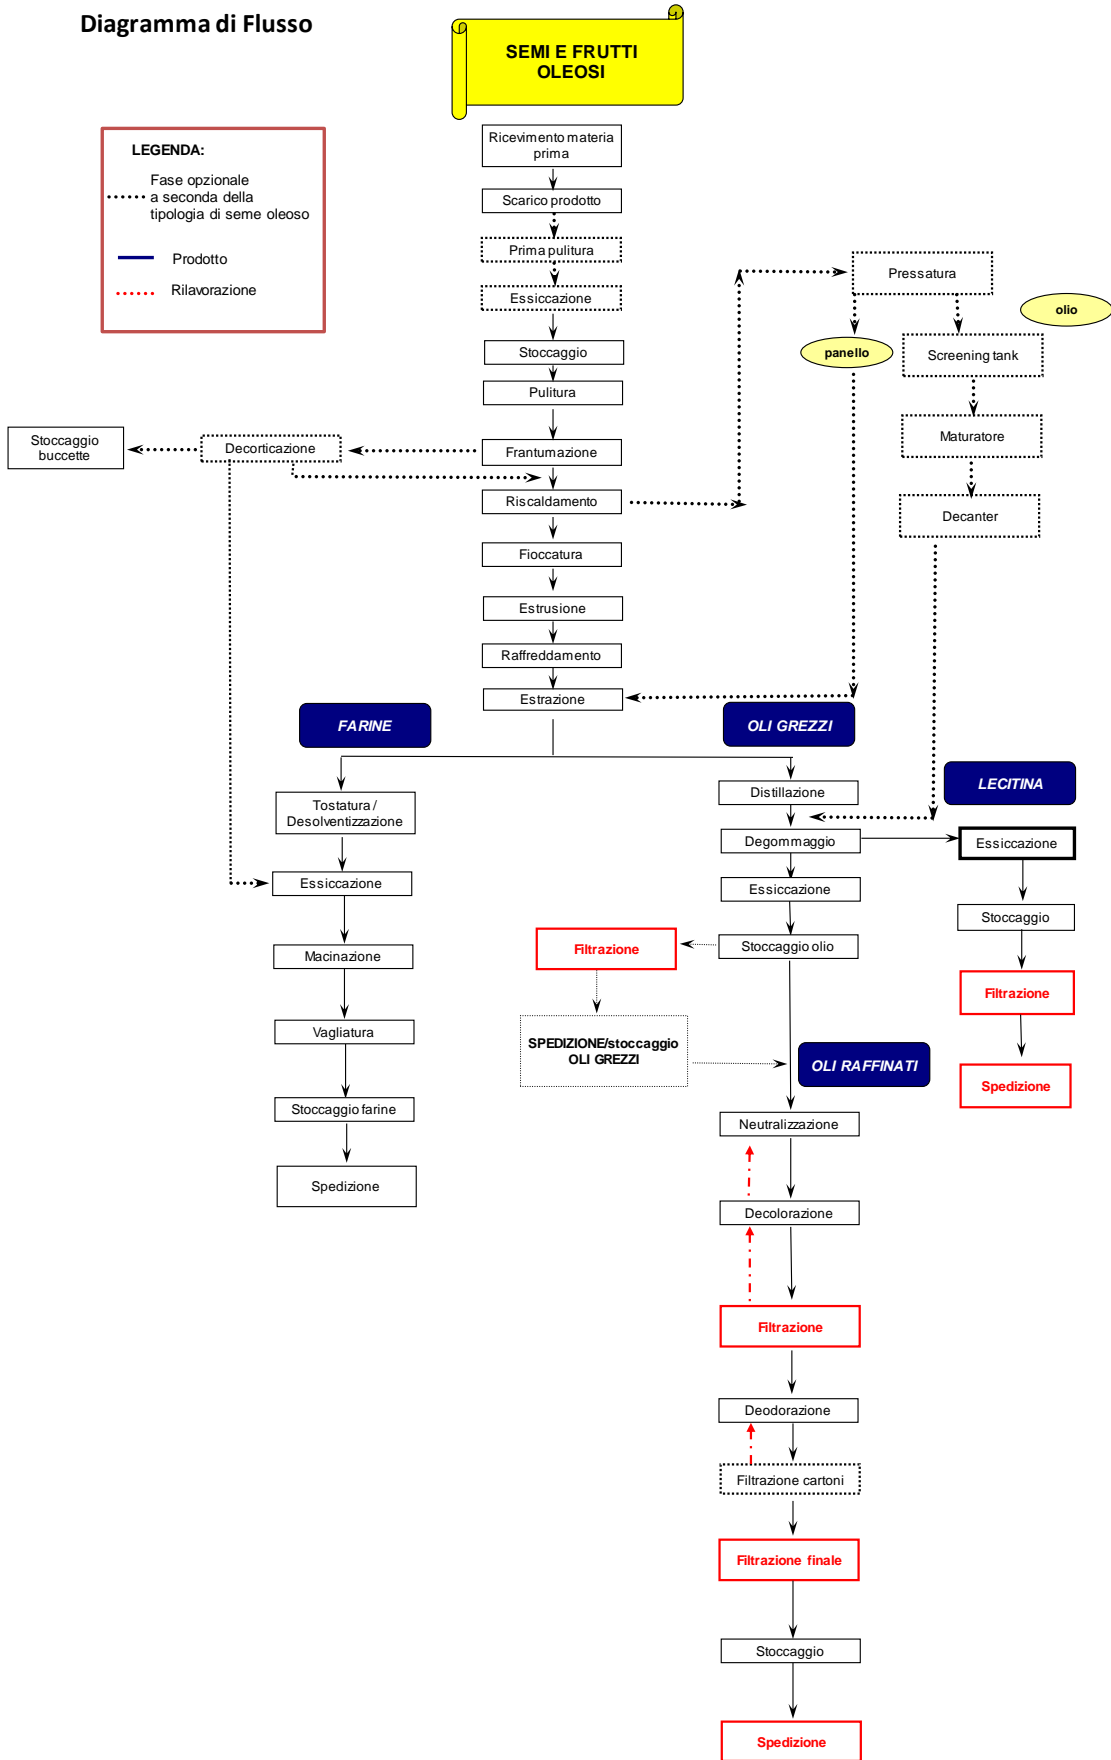 Diagramma di Flusso
SEMI E FRUTTI
OLEOSI
LEGENDA:
Fase opzionale
a seconda della
tipologia di seme oleoso
Prodotto
Rilavorazione
Ricevimento materia
prima
Scarico prodotto
Prima pulitura
Essiccazione
Stoccaggio
Pulitura
Frantumazione
Decorticazione
Stoccaggio
buccette
Riscaldamento
Fioccatura
Estrusione
Raffreddamento
Estrazione
Pressatura
olio
panello
Screening tank
Maturatore
Decanter
FARINE
OLI GREZZI
LECITINA
Tostatura /
Desolventizzazione
Essiccazione
Macinazione
Vagliatura
Stoccaggio farine
Spedizione
Distillazione
Degommaggio
Essiccazione
Stoccaggio olio
Filtrazione
SPEDIZIONE/stoccaggio
OLI GREZZI
OLI RAFFINATI
Essiccazione
Stoccaggio
Filtrazione
Spedizione
Neutralizzazione
Decolorazione
Filtrazione
Deodorazione
Filtrazione cartoni
Filtrazione finale
Stoccaggio
Spedizione